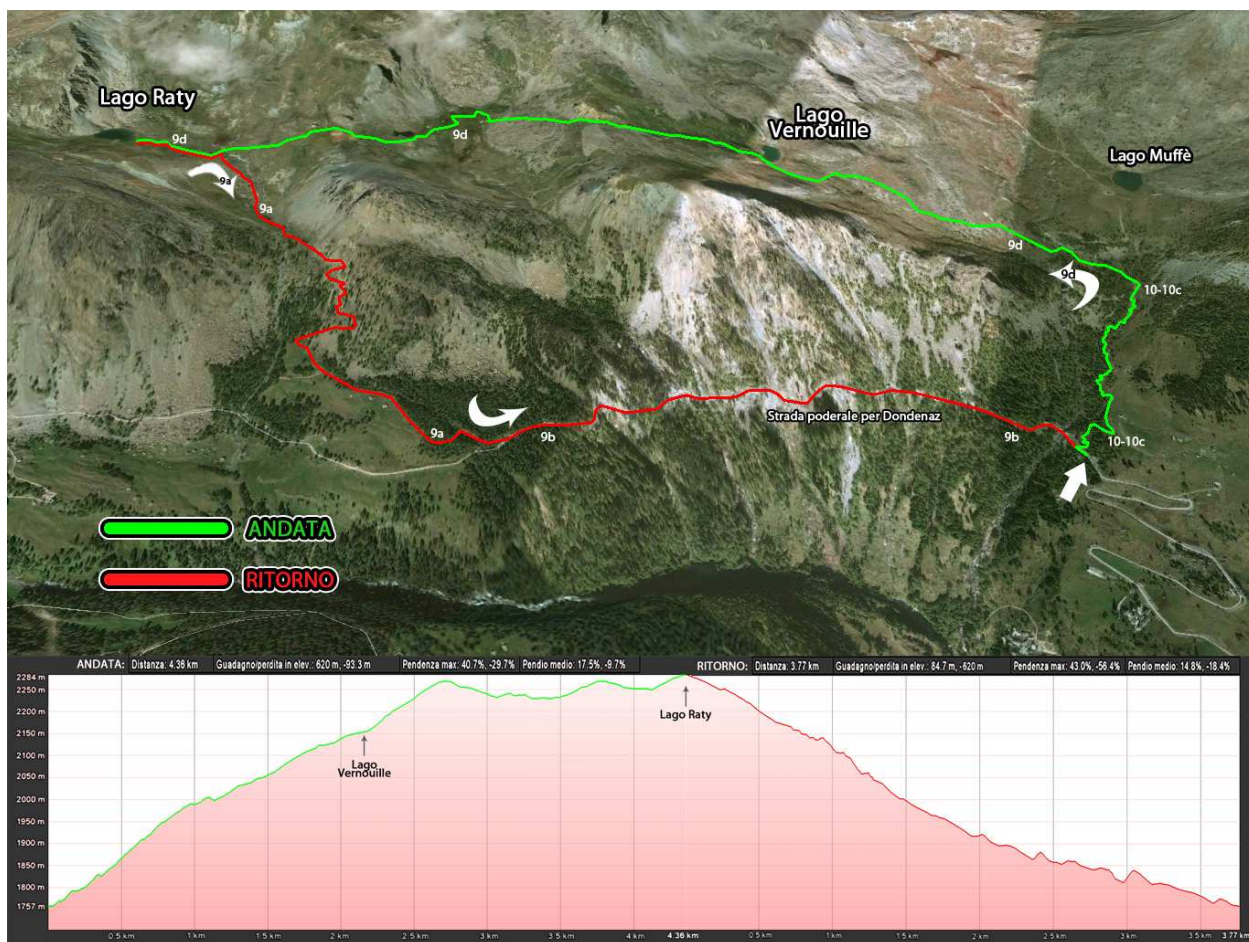 Lago Raty
Lago
Vernouille
Lago Muffè
9d
9d
9a
9a
9d
9d
10-10c
Strada poderale per Dondenaz
9a
9b
9b
10-10c
ANDATA
RITORNO
ANDATA: Distanza: 4.36 km Guadagno/perdita in elev.: 620 m, -93.3 m Pendenza max: 40.7%, -29.7% Pendio medio: 17.5%, -9.7%
RITORNO: Distanza: 3.77 km Guadagno/perdita in elev.: 84.7 m, -620 m Pendenza max: 43.0%, -56.4% Pendio medio: 14.8%, -18.4%
2284 m
2250 m
2200 m
2150 m
2100 m
2050 m
2000 m
1950 m
1900 m
1850 m
1800 m
1757 m
Lago Raty
Lago
Vernouille
0.5 km 1 km 1.5 km 2 km 2.5 km 3 km 3.5 km 4 km 4.36 km 0.5 km 1 km 1.5 km 2 km 2.5 km 3 km 3.5 km 3.77 km